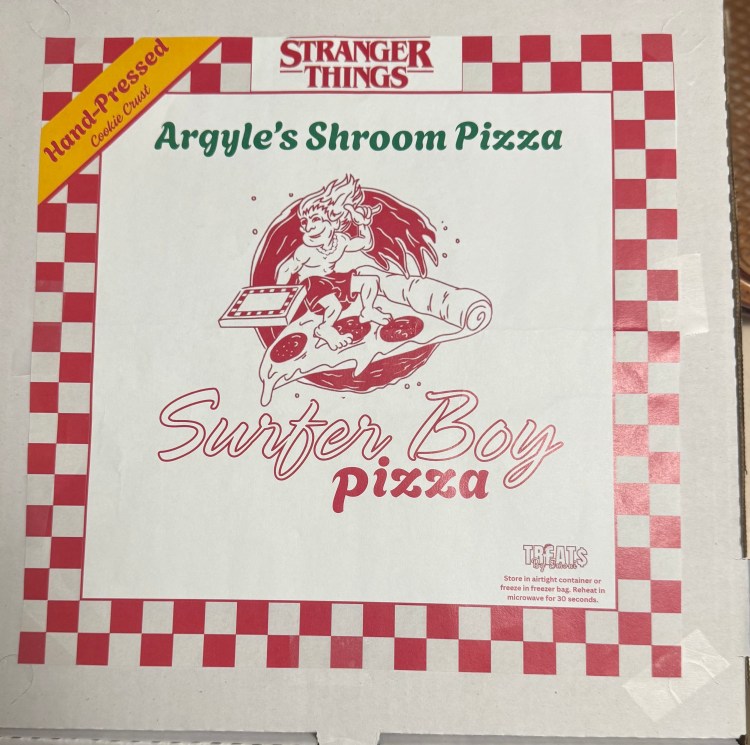 Hand-Pressed
Cookie Crust
STRANGER
THINGS
Argyle's Shroom Pizza
Surfer Boy
pizza
TREATS
Store in airtight container or
freeze in freezer bag. Reheat in
microwave for 30 seconds.